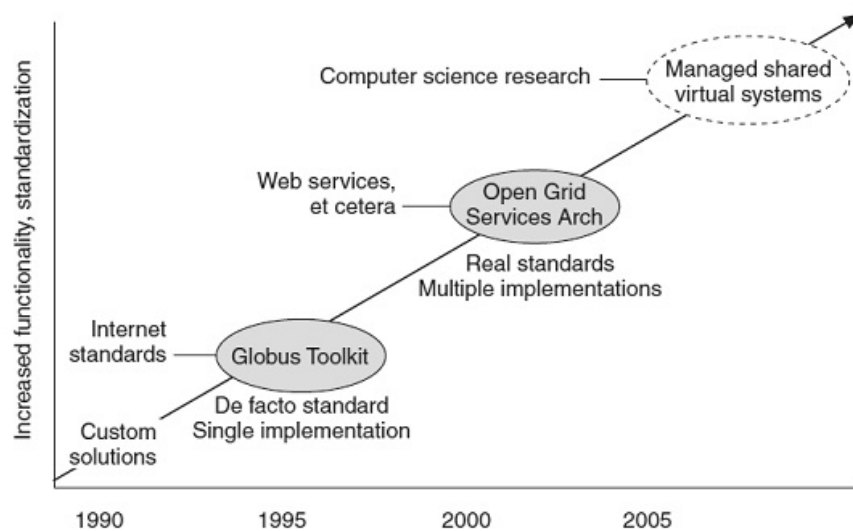 Increased functionality, standardization
Computer science research
Managed shared
virtual systems
Web services,
et cetera
Open Grid
Services Arch
Real standards
Multiple implementations
Internet
standards
Globus Toolkit
De facto standard
Single implementation
Custom
solutions
1990
1995
2000
2005